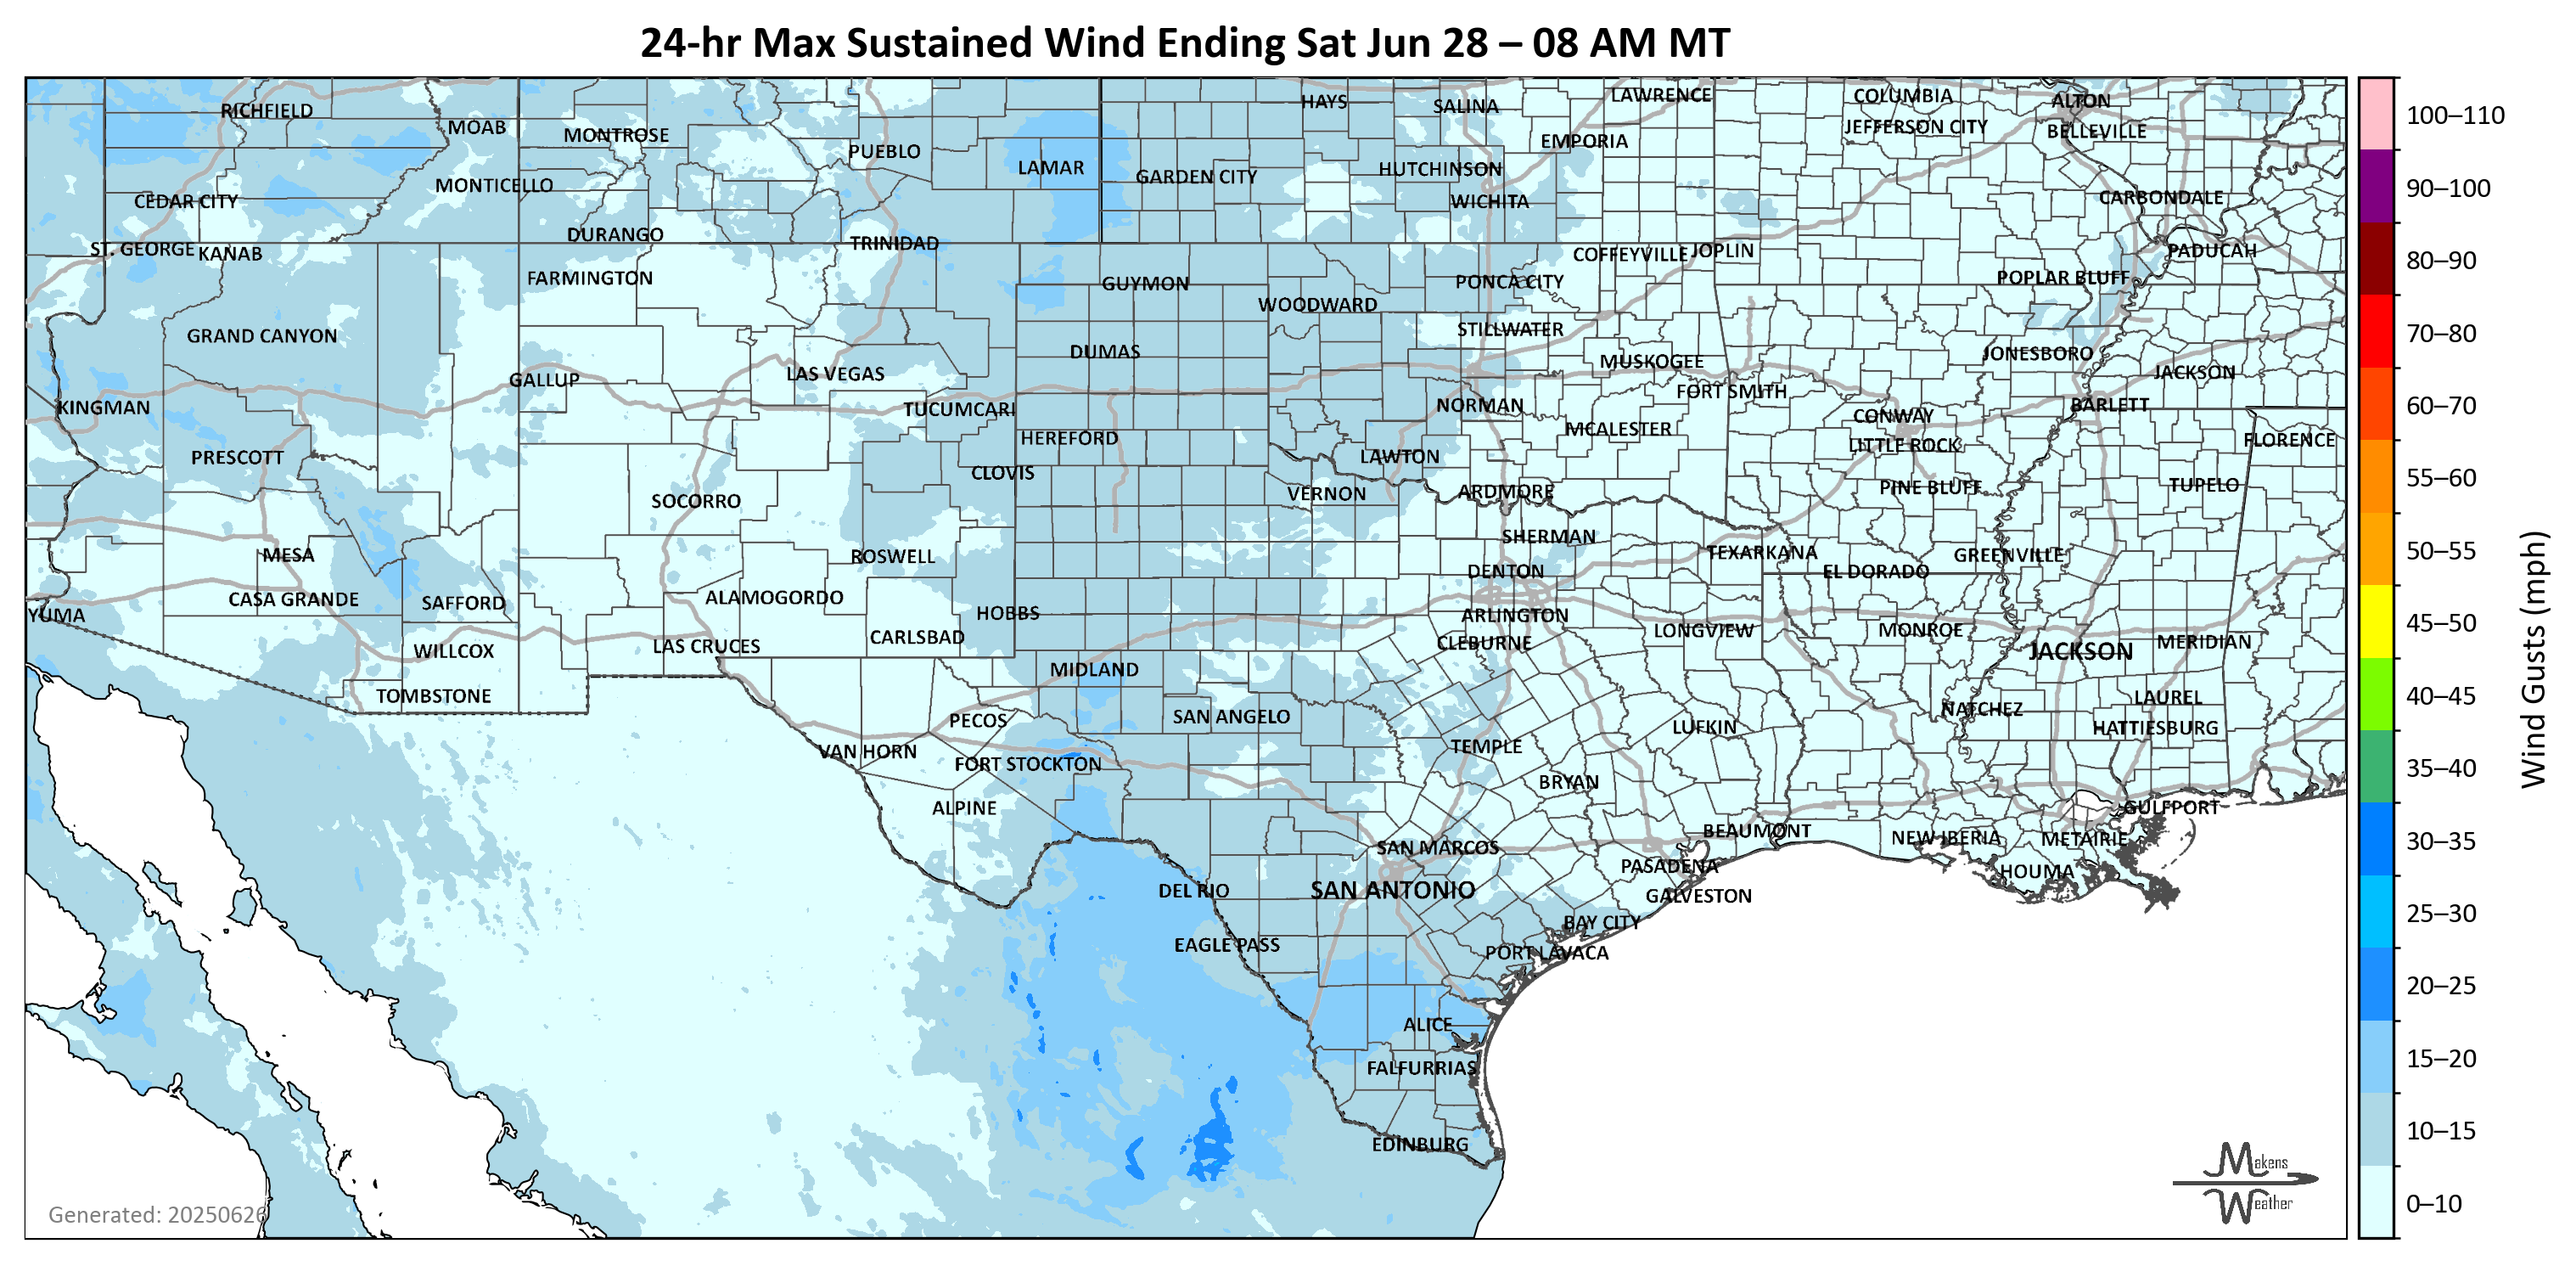 24-hr Max Sustained Wind Ending Sat Jun 28 – 08 AM MT
RICHFIELD
MOAB
MONTROSE
PUEBLO
LAMAR
HAYS
SALINA
LAWRENCE
COLUMBIA
ALTON
JEFFERSON CITY
BELLEVILLE
EMPORIA
HUTCHINSON
GARDEN CITY
MONTICELLO
CEDAR CITY
WICHITA
CARBONDALE
DURANGO
TRINIDAD
ST. GEORGE
KANAB
COFFEYVILLE
JOPLIN
PADUCAH
FARMINGTON
GUYMON
PONCA CITY
POPLAR BLUFF
WOODWARD
GRAND CANYON
STILLWATER
DUMAS
MUSKOGEE
JONESBORO
GALLUP
LAS VEGAS
JACKSON
FORT SMITH
KINGMAN
TUCUMCARI
NORMAN
CONWAY
BARLETT
HEREFORD
MCALESTER
LITTLE ROCK
FLORENCE
PRESCOTT
CLOVIS
LAWTON
SOCORRO
VERNON
ARDMORE
PINE BLUFF
TUPELO
SHERMAN
MESA
ROSWELL
TEXARKANA
GREENVILLE
DENTON
EL DORADO
CASA GRANDE
SAFFORD
ALAMOGORDO
HOBBS
YUMA
ARLINGTON
LAS CRUCES
CARLSBAD
CLEBURNE
LONGVIEW
MONROE
MERIDIAN
WILLCOX
JACKSON
MIDLAND
TOMBSTONE
LAUREL
PECOS
SAN ANGELO
NATCHEZ
LUFKIN
HATTIESBURG
VAN HORN
FORT STOCKTON
TEMPLE
BRYAN
ALPINE
GULFPORT
BEAUMONT
NEW IBERIA
METAIRIE
SAN MARCOS
PASADENA
HOUMA
DEL RIO
SAN ANTONIO
GALVESTON
BAY CITY
EAGLE PASS
PORT LAVACA
ALICE
FALFURRIAS
EDINBURG
Generated: 20250626
Makens
Weather
100–110
90–100
80–90
70–80
60–70
55–60
50–55
45–50
40–45
35–40
30–35
25–30
20–25
15–20
10–15
0–10
Wind Gusts (mph)